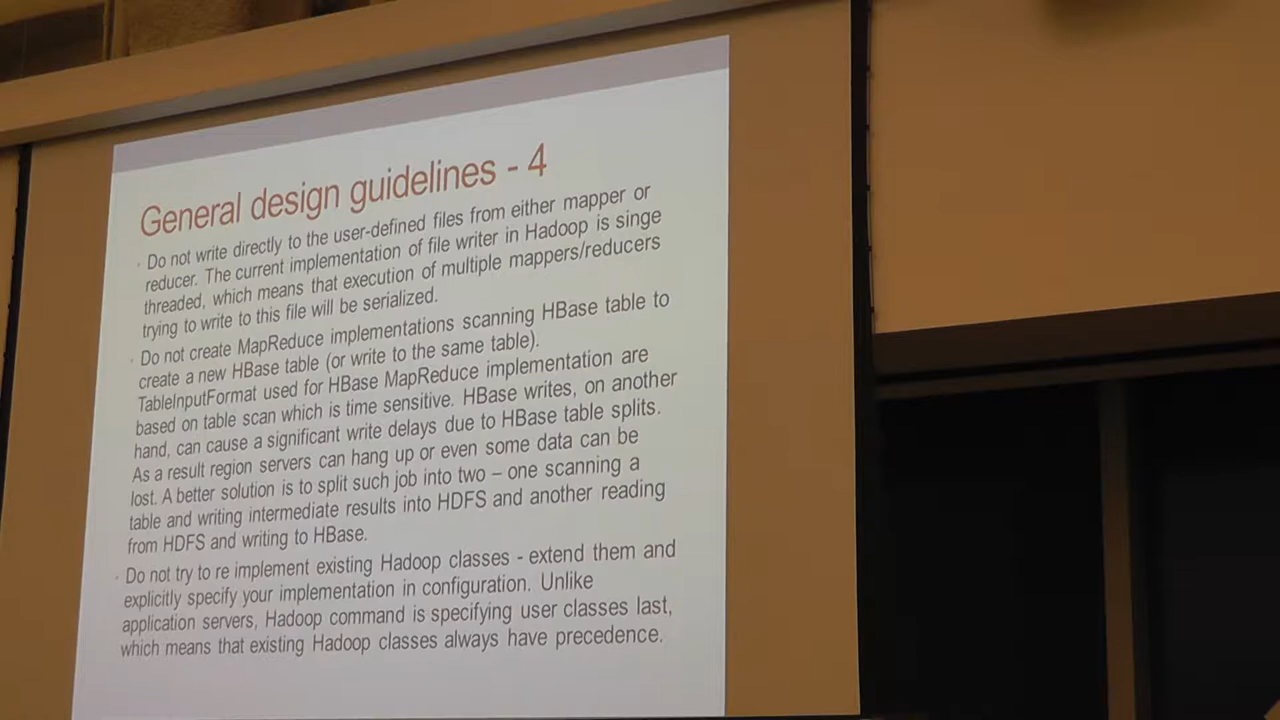 General design guidelines - 4
· Do not write directly to the user-defined files from either mapper or
reducer. The current implementation of file writer in Hadoop is singe
threaded, which means that execution of multiple mappers/reducers
trying to write to this file will be serialized.
· Do not create MapReduce implementations scanning HBase table to
create a new HBase table (or write to the same table).
TableInputFormat used for HBase MapReduce implementation are
based on table scan which is time sensitive. HBase writes, on another
hand, can cause a significant write delays due to HBase table splits.
As a result region servers can hang up or even some data can be
lost. A better solution is to split such job into two – one scanning a
table and writing intermediate results into HDFS and another reading
from HDFS and writing to HBase.
· Do not try to re implement existing Hadoop classes - extend them and
explicitly specify your implementation in configuration. Unlike
application servers, Hadoop command is specifying user classes last,
which means that existing Hadoop classes always have precedence.